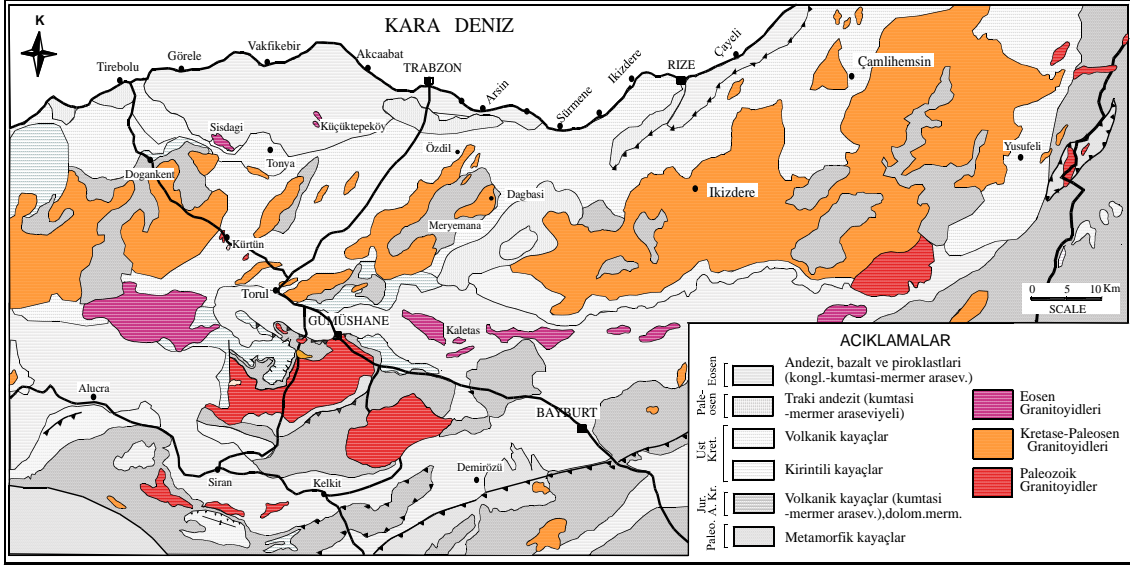 KARA DENIZ
K
Tirebolu
Görele
Vakfikebir
Akcaabat
TRABZON
Arsin
Sürmene
Ikizdere
RIZE
Çayeli
Çamlihemsin
Sisdagi
Küçüktepeköy
Tonya
Dogankent
Özdil
Dagbasi
Meryemana
Ikizdere
Yusufeli
Kürtün
Torul
GÜMÜSHANE
Kaletas
0 5 10 Km
SCALE
Alucra
BAYBURT
Siran
Kelkit
Demirözü
ACIKLAMALAR
Eosen
Andezit, bazalt ve piroklastlari
(kongl.-kumtasi-mermer arasev.)
Pale-
osen
Traki andezit (kumtasi
-mermer araseviyeli)
Ust
Kret.
Volkanik kayaçlar
Kirintili kayaçlar
Jur.
A. Kr.
Volkanik kayaçlar (kumtasi
-mermer arasev.),dolom.merm.
Paleo.
Metamorfik kayaçlar
Eosen
Granitoyidleri
Kretase-Paleosen
Granitoyidleri
Paleozoik
Granitoyidler